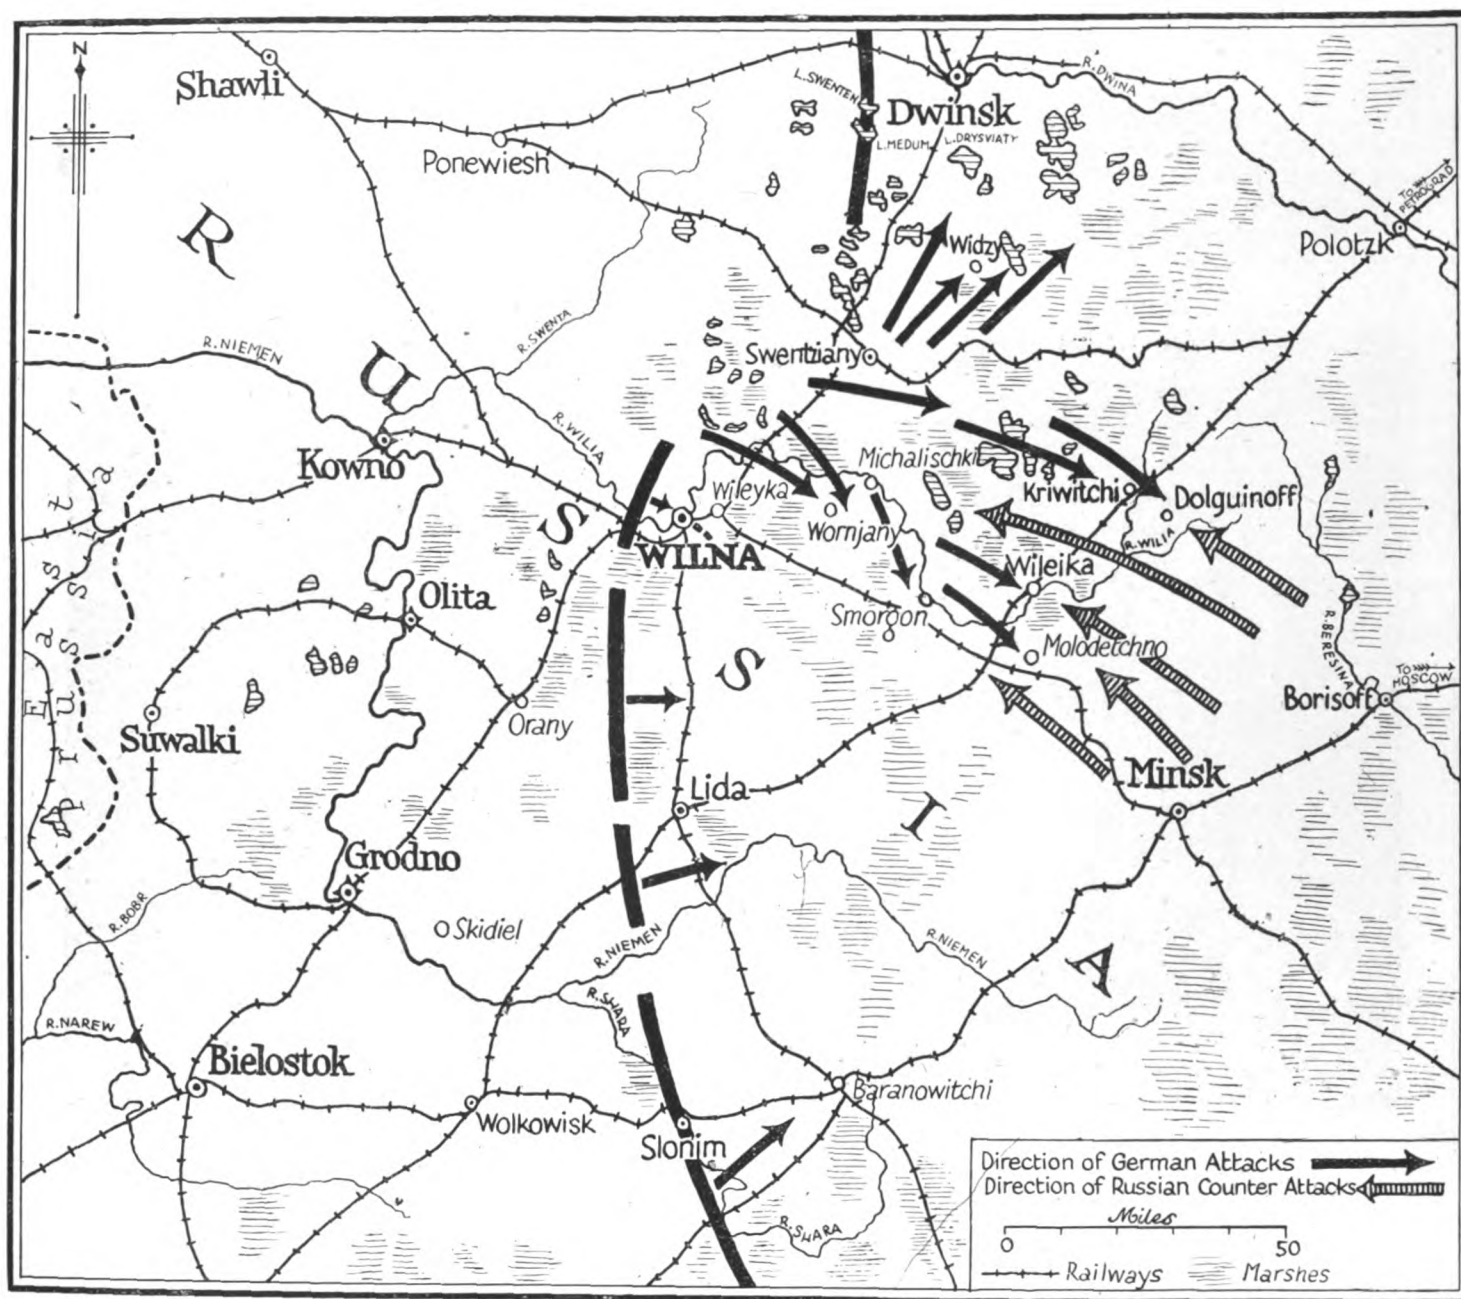 N
Shawli
Ponewiesh
L. SWENTEN
Dwinsk
L. MEDUM
L. DRYSVIATY
R. DWINA
TO PETROGRAD
Polotzk
Widzy
R
U
S
S
I
A
R. NIEMEN
R. SWENTA
Swentziany
R. WILIA
Kowno
Wileyka
WILNA
Michalischki
Wornjany
Kriwitchi
Dolguinoff
R. WILIA
Wileika
Smorgon
Molodetchno
R. BERESINA
TO MOSCOW
Borisoff
East
Prussia
Olita
Orany
Suwalki
Lida
Minsk
Grodno
R. BOBR
Skidiel
R. NIEMEN
R. NIEMEN
R. SHARA
R. NAREW
Bielostok
Wolkowisk
Slonim
Baranowitchi
R. SHARA
Direction of German Attacks
Direction of Russian Counter Attacks
Miles
0 50
Railways Marshes